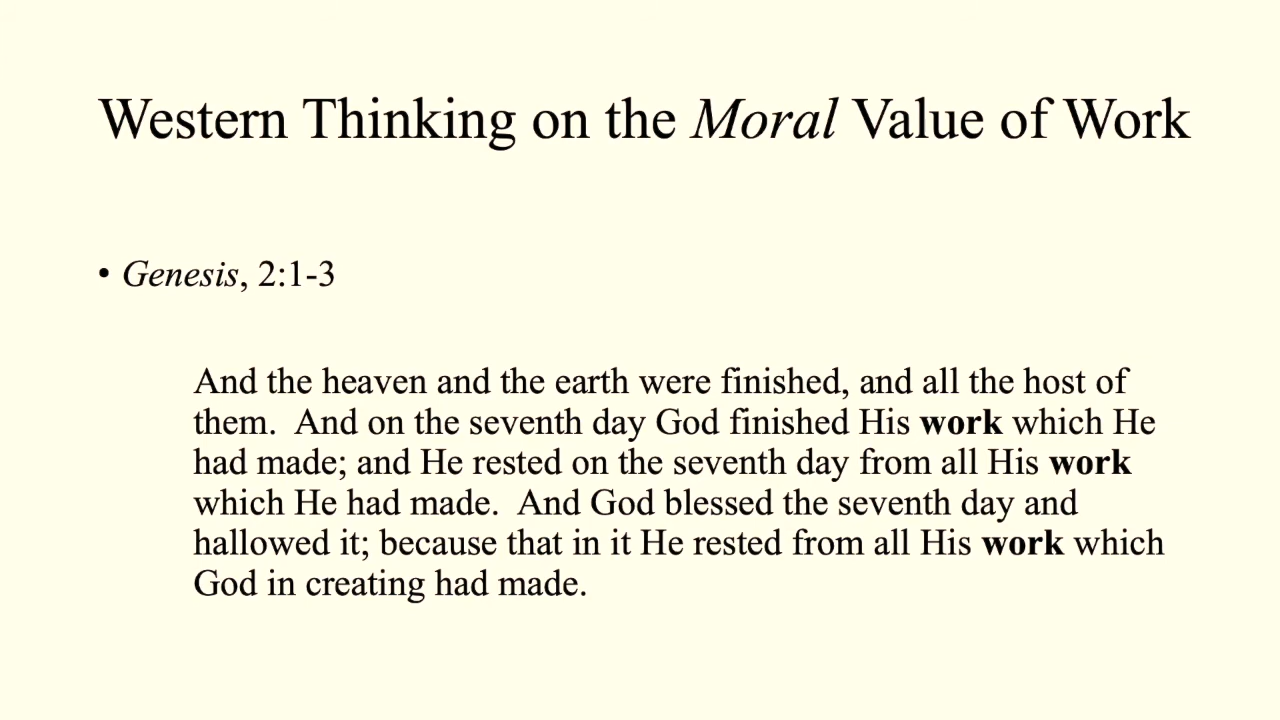 Western Thinking on the Moral Value of Work
• Genesis, 2:1-3
And the heaven and the earth were finished, and all the host of
them.  And on the seventh day God finished His work which He
had made; and He rested on the seventh day from all His work
which He had made.  And God blessed the seventh day and
hallowed it; because that in it He rested from all His work which
God in creating had made.